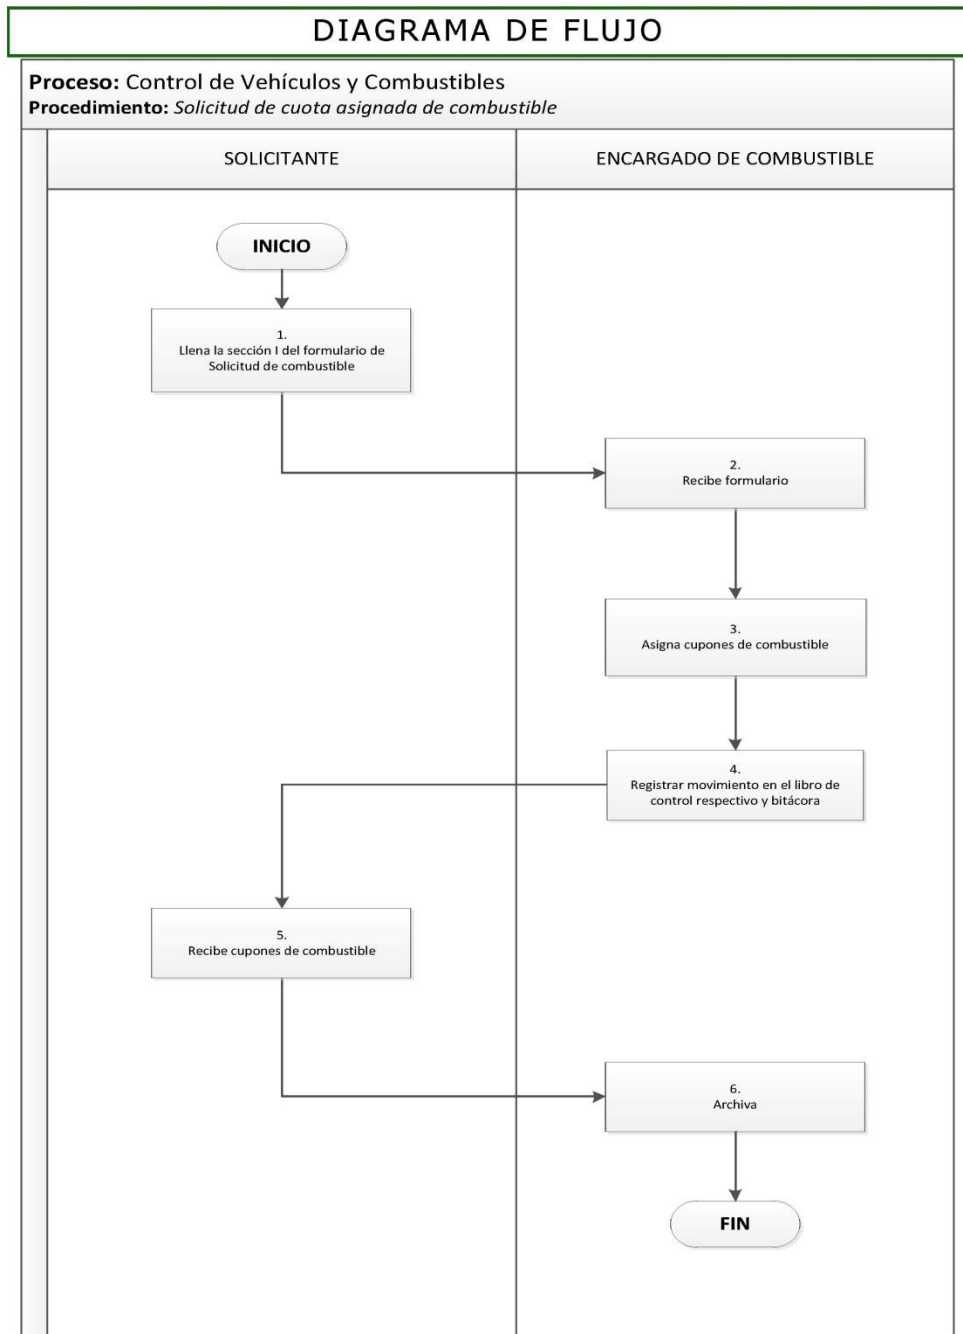 DIAGRAMA DE FLUJO
Proceso: Control de Vehículos y Combustibles
Procedimiento: Solicitud de cuota asignada de combustible
SOLICITANTE
ENCARGADO DE COMBUSTIBLE
INICIO
1.
Llena la sección I del formulario de
Solicitud de combustible
2.
Recibe formulario
3.
Asigna cupones de combustible
4.
Registrar movimiento en el libro de
control respectivo y bitácora
5.
Recibe cupones de combustible
6.
Archiva
FIN